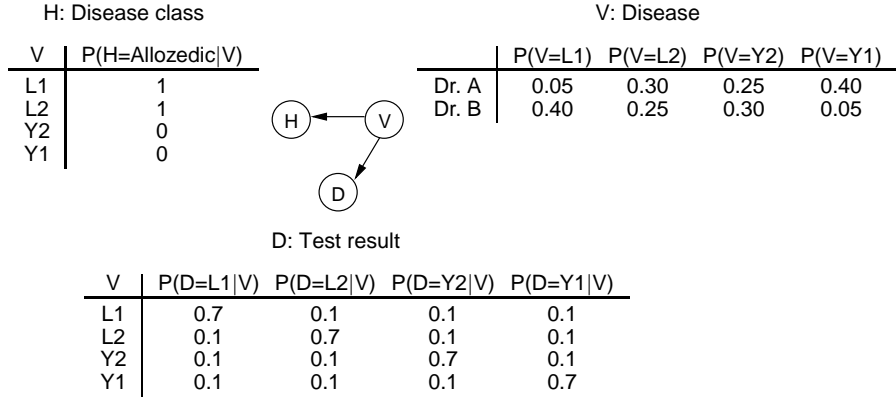 H: Disease class
V P(H=Allozedic|V)
L1 1
L2 1
Y2 0
Y1 0
V: Disease
P(V=L1) P(V=L2) P(V=Y2) P(V=Y1)
Dr. A 0.05 0.30 0.25 0.40
Dr. B 0.40 0.25 0.30 0.05
H V
D
D: Test result
V P(D=L1|V) P(D=L2|V) P(D=Y2|V) P(D=Y1|V)
L1 0.7 0.1 0.1 0.1
L2 0.1 0.7 0.1 0.1
Y2 0.1 0.1 0.7 0.1
Y1 0.1 0.1 0.1 0.7